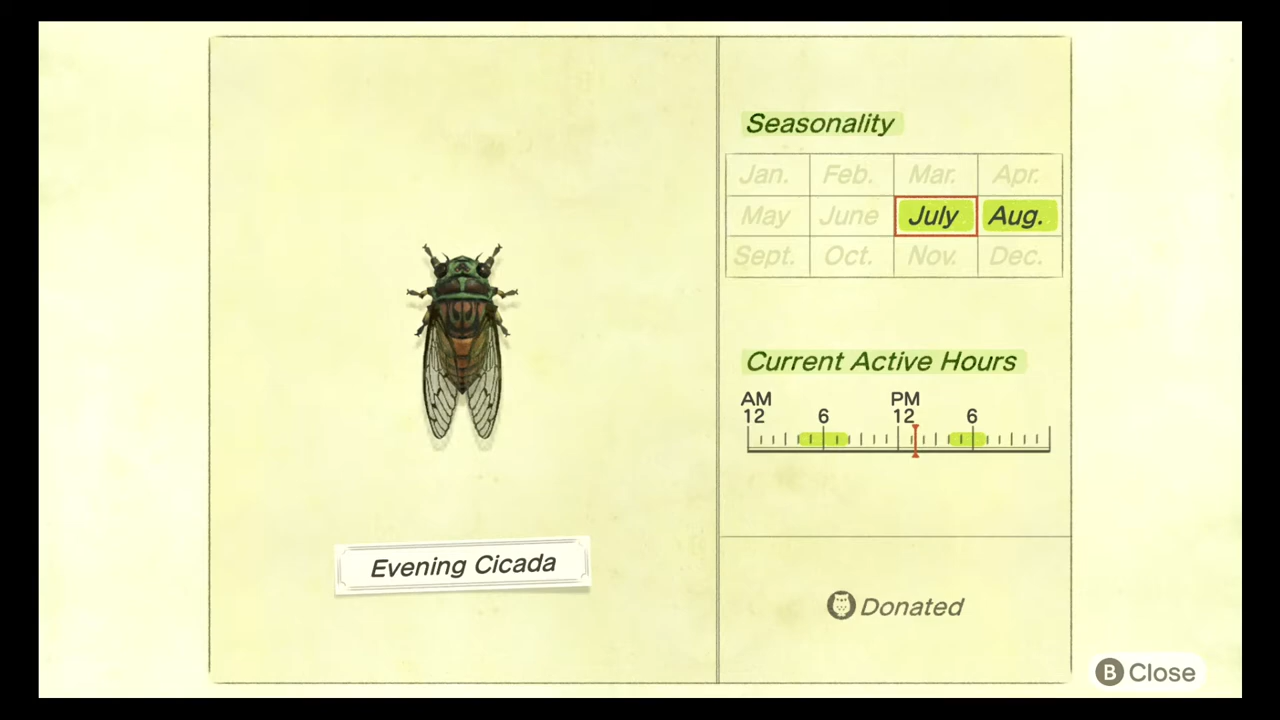 Seasonality
Jan. Feb. Mar. Apr.
May June July Aug.
Sept. Oct. Nov. Dec.
Current Active Hours
AM PM
12 6 12 6
Evening Cicada
Donated
B Close